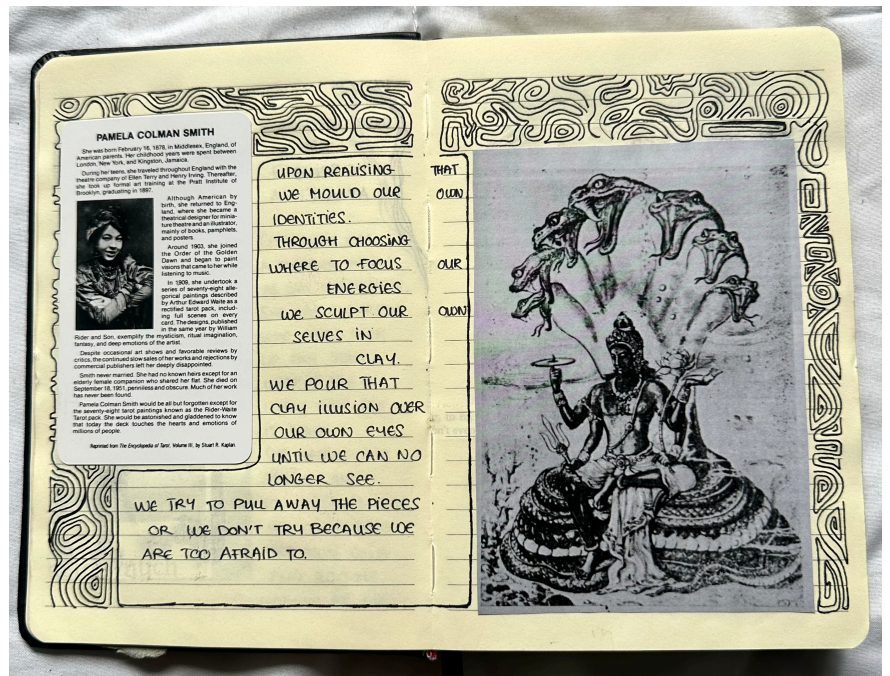 PAMELA COLMAN SMITH
She was born February 16, 1878, in Middlesex, England, of
American parents. Her childhood years were spent between
London, New York, and Kingston, Jamaica.
During her teens, she traveled throughout England with the
theatre company of Ellen Terry and Henry Irving. Thereafter,
she took up formal art training at the Pratt Institute of
Brooklyn, graduating in 1897.
Although American by
birth, she returned to Eng-
land, where she became a
theatrical designer for minia-
ture theatre and an illustrator,
mainly of books, pamphlets,
and posters.
Around 1903, she joined
the Order of the Golden
Dawn and began to paint
visions that came to her while
listening to music.
In 1909, she undertook a
series of seventy-eight alle-
gorical paintings described
by Arthur Edward Waite as a
rectified tarot pack, includ-
ing full scenes on every
card. The designs, published
in the same year by William
Rider and Son, exemplify the mysticism, ritual imagination,
fantasy, and deep emotions of the artist.
Despite occasional art shows and favorable reviews by
critics, the continued slow sales of her works and rejections by
commercial publishers left her deeply disappointed.
Smith never married. She had no known heirs except for an
elderly female companion who shared her flat. She died on
September 18, 1951, penniless and obscure. Much of her work
has never been found.
Pamela Colman Smith would be all but forgotten except for
the seventy-eight tarot paintings known as the Rider-Waite
Tarot pack. She would be astonished and gladdened to know
that today the deck touches the hearts and emotions of
millions of people.
Reprinted from The Encyclopedia of Tarot, Volume III, by Stuart R. Kaplan.
UPON REALISING THAT
WE MOULD OUR OWN
IDENTITIES.
THROUGH CHOOSING
WHERE TO FOCUS OUR
ENERGIES
WE SCULPT OUR OWN
SELVES IN
CLAY.
WE POUR THAT
CLAY ILLUSION OVER
OUR OWN EYES
UNTIL WE CAN NO
LONGER SEE.
WE TRY TO PULL AWAY THE PIECES
OR WE DON'T TRY BECAUSE WE
ARE TOO AFRAID TO.